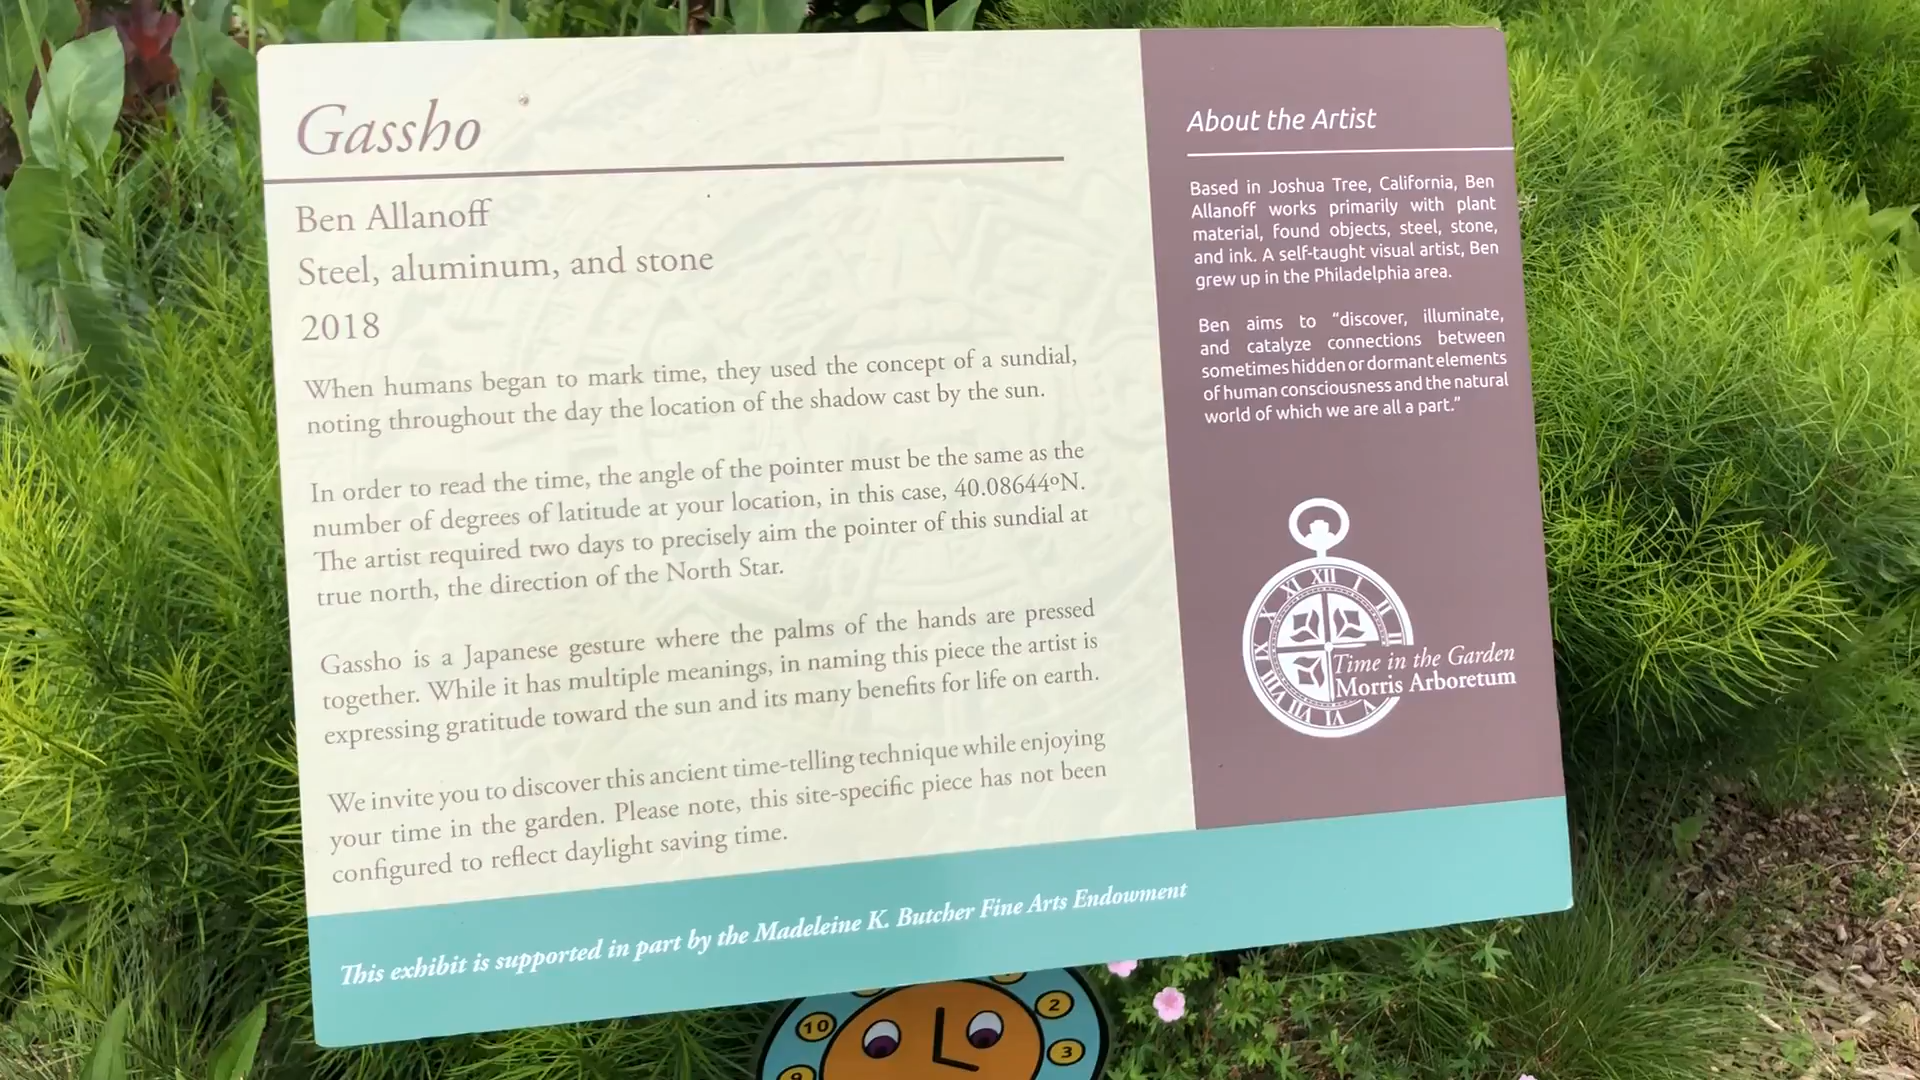 Gassho
Ben Allanoff
Steel, aluminum, and stone
2018
When humans began to mark time, they used the concept of a sundial,
noting throughout the day the location of the shadow cast by the sun.
In order to read the time, the angle of the pointer must be the same as the
number of degrees of latitude at your location, in this case, 40.08644ºN.
The artist required two days to precisely aim the pointer of this sundial at
true north, the direction of the North Star.
Gassho is a Japanese gesture where the palms of the hands are pressed
together. While it has multiple meanings, in naming this piece the artist is
expressing gratitude toward the sun and its many benefits for life on earth.
We invite you to discover this ancient time-telling technique while enjoying
your time in the garden. Please note, this site-specific piece has not been
configured to reflect daylight saving time.
This exhibit is supported in part by the Madeleine K. Butcher Fine Arts Endowment
About the Artist
Based in Joshua Tree, California, Ben
Allanoff works primarily with plant
material, found objects, steel, stone,
and ink. A self-taught visual artist, Ben
grew up in the Philadelphia area.
Ben aims to “discover, illuminate,
and catalyze connections between
sometimes hidden or dormant elements
of human consciousness and the natural
world of which we are all a part.”
XII I II V VI VII VIII IX X XI
Time in the Garden
Morris Arboretum
10 2
9 3